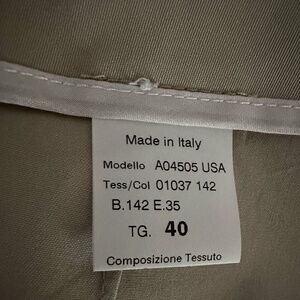 Made in Italy
Modello A04505 USA
Tess/Col 01037 142
B.142 E.35
TG. 40
Composizione Tessuto